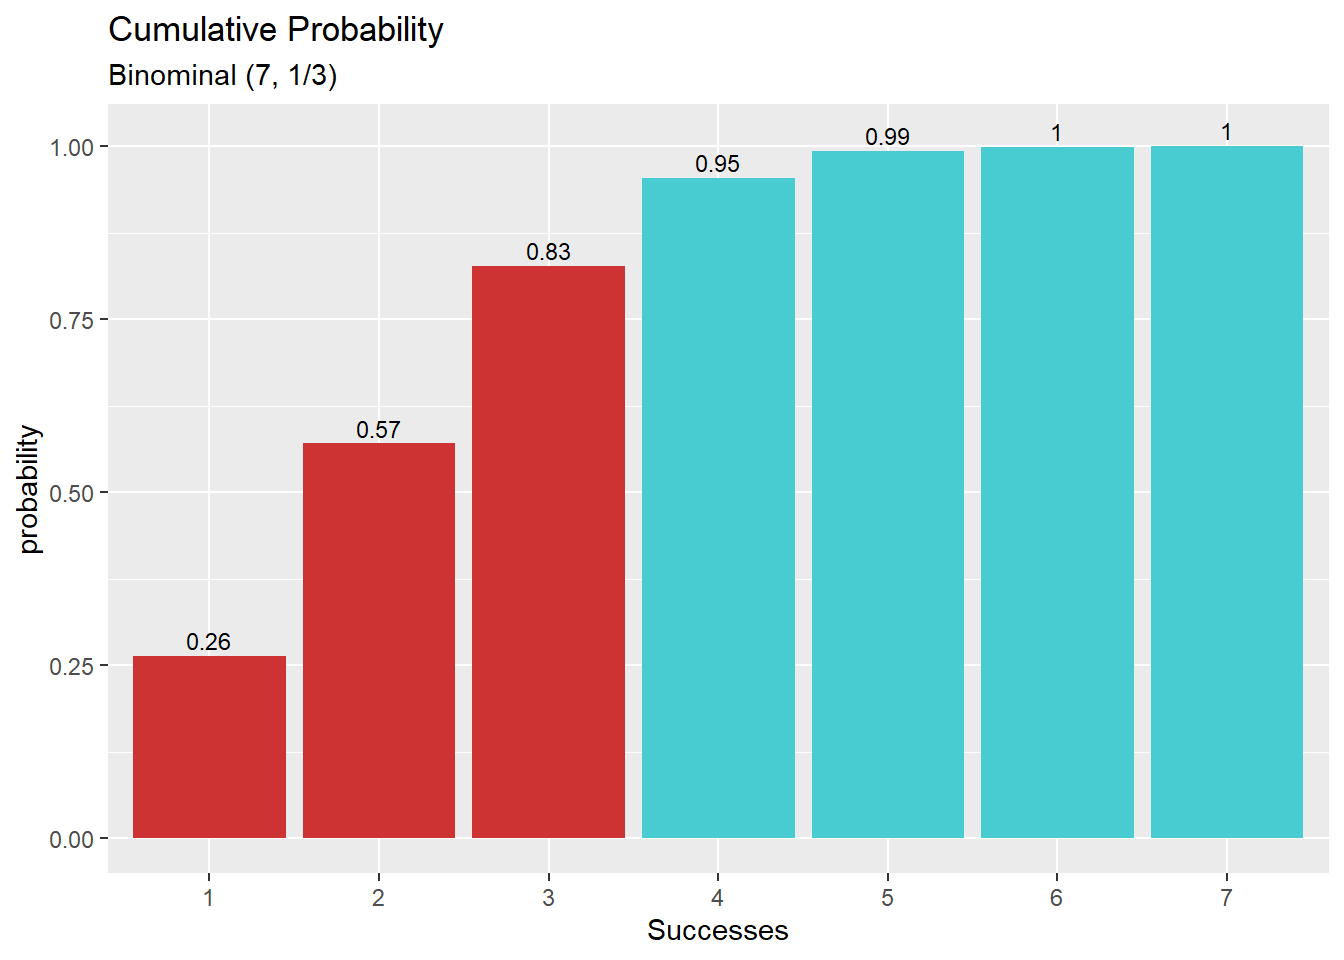 Cumulative Probability
Binominal (7, 1/3)
1.00
0.75
0.50
0.25
0.00
probability
0.26
0.57
0.83
0.95
0.99
1
1
1 2 3 4 5 6 7
Successes